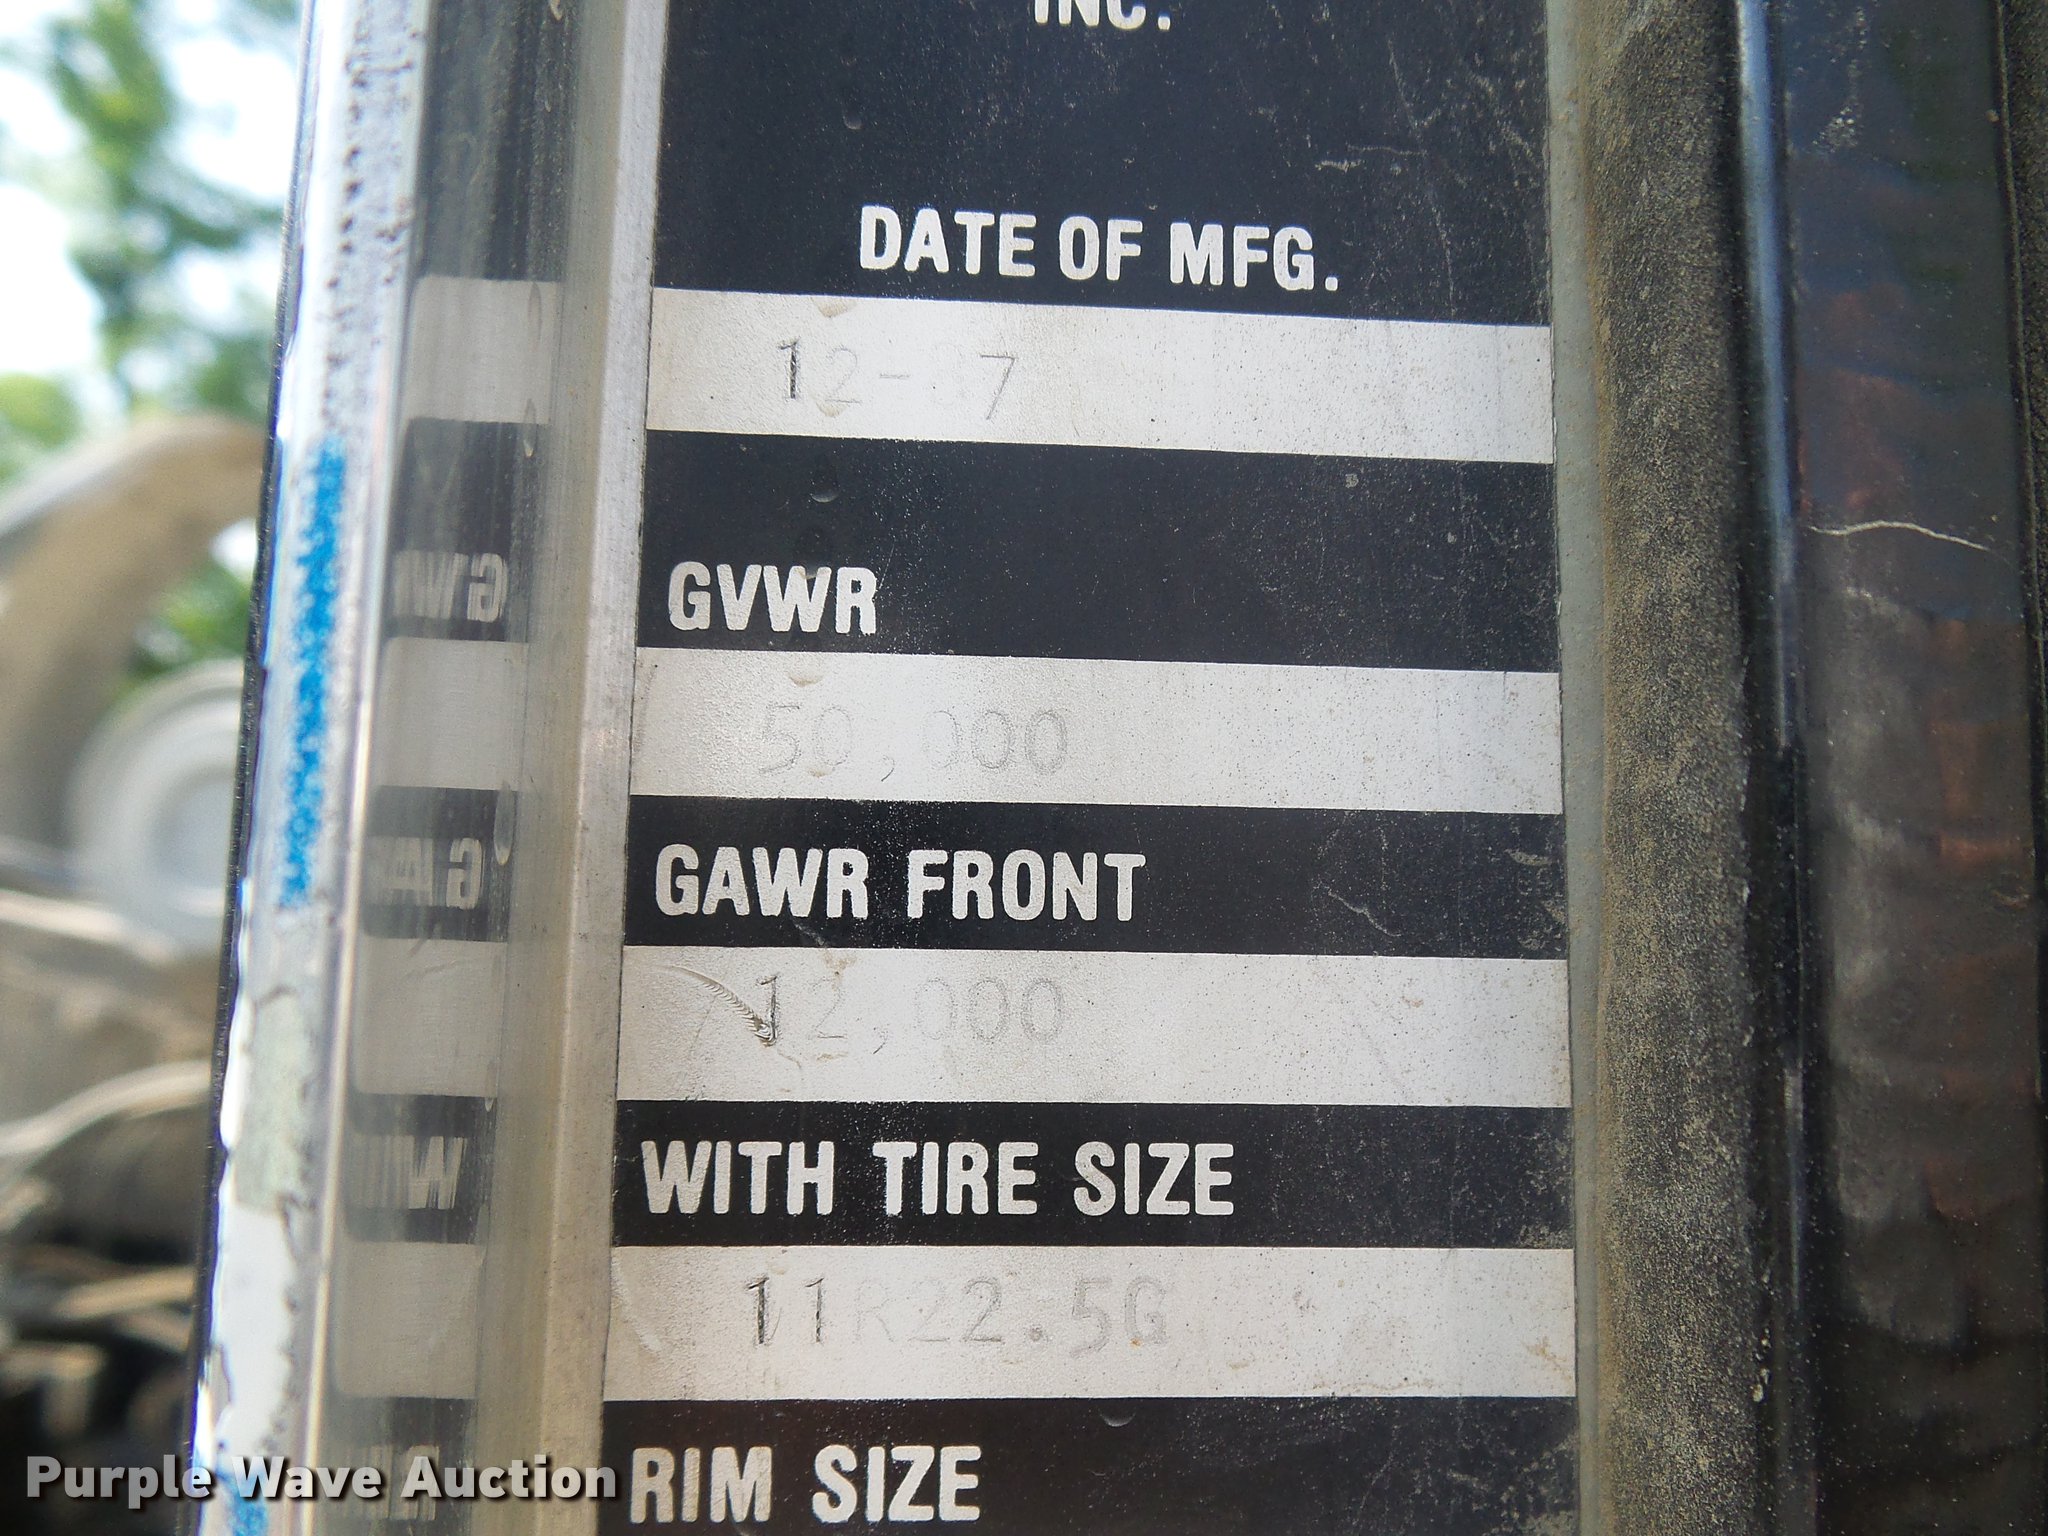 INC.
DATE OF MFG.
GVWR
50,000
GAWR FRONT
12,000
WITH TIRE SIZE
11R22.5G
RIM SIZE
Purple Wave Auction